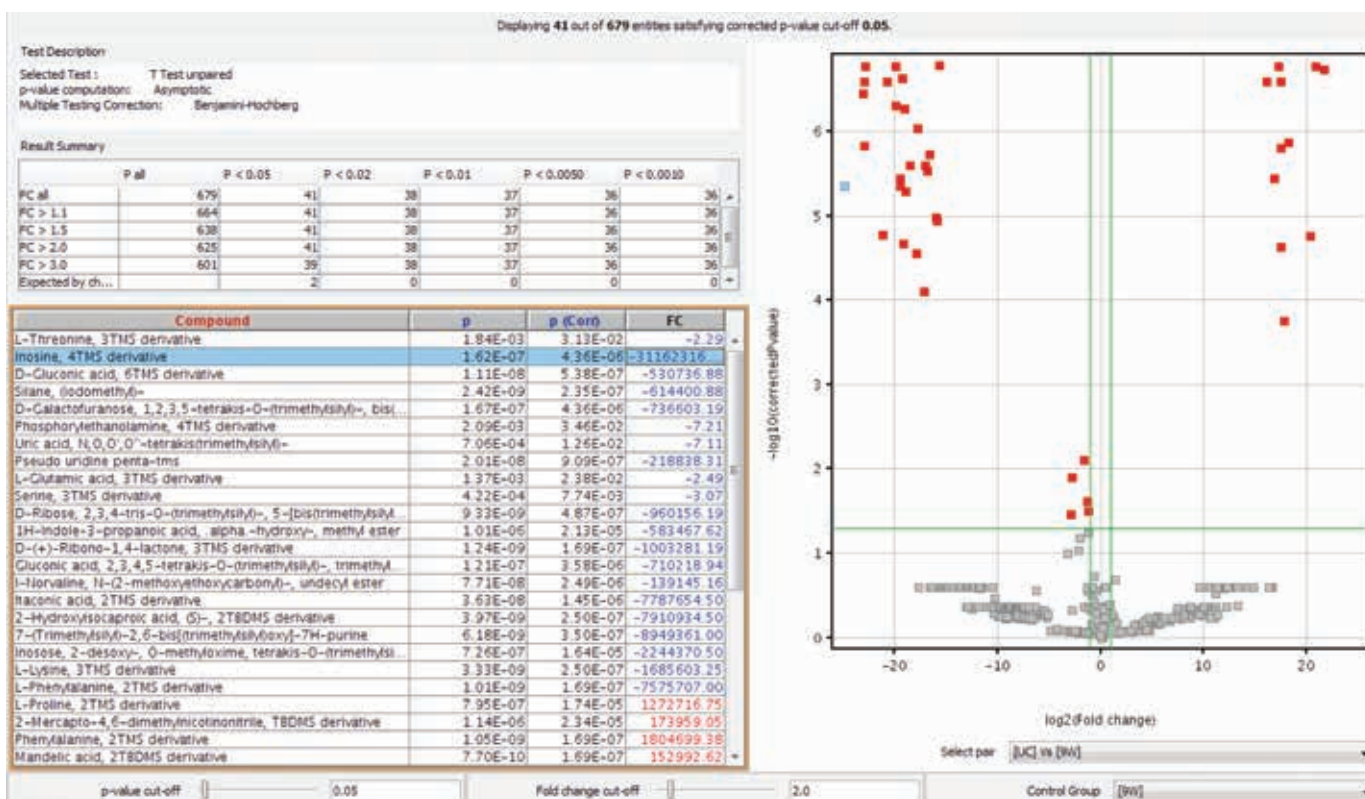 Displaying 41 out of 679 entities satisfying corrected p-value cut-off 0.05.
Test Description
Selected Test : T Test unpaired
p-value computation: Asymptotic
Multiple Testing Correction: Benjamini-Hochberg
Result Summary
P all P < 0.05 P < 0.02 P < 0.01 P < 0.0050 P < 0.0010
FC all 679 41 38 37 36 36
FC > 1.1 664 41 38 37 36 36
FC > 1.5 638 41 38 37 36 36
FC > 2.0 625 41 38 37 36 36
FC > 3.0 601 39 38 37 36 36
Expected by ch... 2 0 0 0 0
Compound p p (Corr) FC
L-Threonine, 3TMS derivative 1.84E-03 3.13E-02 -2.29
Inosine, 4TMS derivative 1.62E-07 4.36E-06 -31162316...
D-Gluconic acid, 6TMS derivative 1.11E-08 5.38E-07 -530736.88
Silane, (iodomethyl)- 2.42E-09 2.35E-07 -614400.88
D-Galactofuranose, 1,2,3,5-tetrakis-O-(trimethylsilyl)-, bis(... 1.67E-07 4.36E-06 -736603.19
Phosphorylethanolamine, 4TMS derivative 2.09E-03 3.46E-02 -7.21
Uric acid, N,O,O',O''-tetrakis(trimethylsilyl)- 7.06E-04 1.26E-02 -7.11
Pseudo uridine penta-tms 2.01E-08 9.09E-07 -218838.31
L-Glutamic acid, 3TMS derivative 1.37E-03 2.38E-02 -2.49
Serine, 3TMS derivative 4.22E-04 7.74E-03 -3.07
D-Ribose, 2,3,4-tris-O-(trimethylsilyl)-, 5-[bis(trimethylsilyl... 9.33E-09 4.87E-07 -960156.19
1H-Indole-3-propanoic acid, .alpha.-hydroxy-, methyl ester 1.01E-06 2.13E-05 -583467.62
D-(+)-Ribono-1,4-lactone, 3TMS derivative 1.24E-09 1.69E-07 -1003281.19
Gluconic acid, 2,3,4,5-tetrakis-O-(trimethylsilyl)-, trimethyl... 1.21E-07 3.58E-06 -710218.94
l-Norvaline, N-(2-methoxyethoxycarbonyl)-, undecyl ester 7.71E-08 2.49E-06 -139145.16
Itaconic acid, 2TMS derivative 3.63E-08 1.45E-06 -7787654.50
2-Hydroxyisocaproic acid, (S)-, 2TBDMS derivative 3.97E-09 2.50E-07 -7910934.50
7-(Trimethylsilyl)-2,6-bis[(trimethylsilyl)oxy]-7H-purine 6.18E-09 3.50E-07 -8949361.00
Inosose, 2-desoxy-, O-methyloxime, tetrakis-O-(trimethylsi... 7.26E-07 1.64E-05 -2244370.50
L-Lysine, 3TMS derivative 3.33E-09 2.50E-07 -1685603.25
L-Phenylalanine, 2TMS derivative 1.01E-09 1.69E-07 -7575707.00
L-Proline, 2TMS derivative 7.95E-07 1.74E-05 1272716.75
2-Mercapto-4,6-dimethylnicotinonitrile, TBDMS derivative 1.14E-06 2.34E-05 173959.05
Phenylalanine, 2TMS derivative 1.05E-09 1.69E-07 1804699.38
Mandelic acid, 2TBDMS derivative 7.70E-10 1.69E-07 152992.62
p-value cut-off 0.05 Fold change cut-off 2.0
-log10(correctedPvalue)
6
5
4
3
2
1
0
-20 -10 0 10 20
log2(Fold change)
Select pair [UC] Vs [9W]
Control Group [9W]